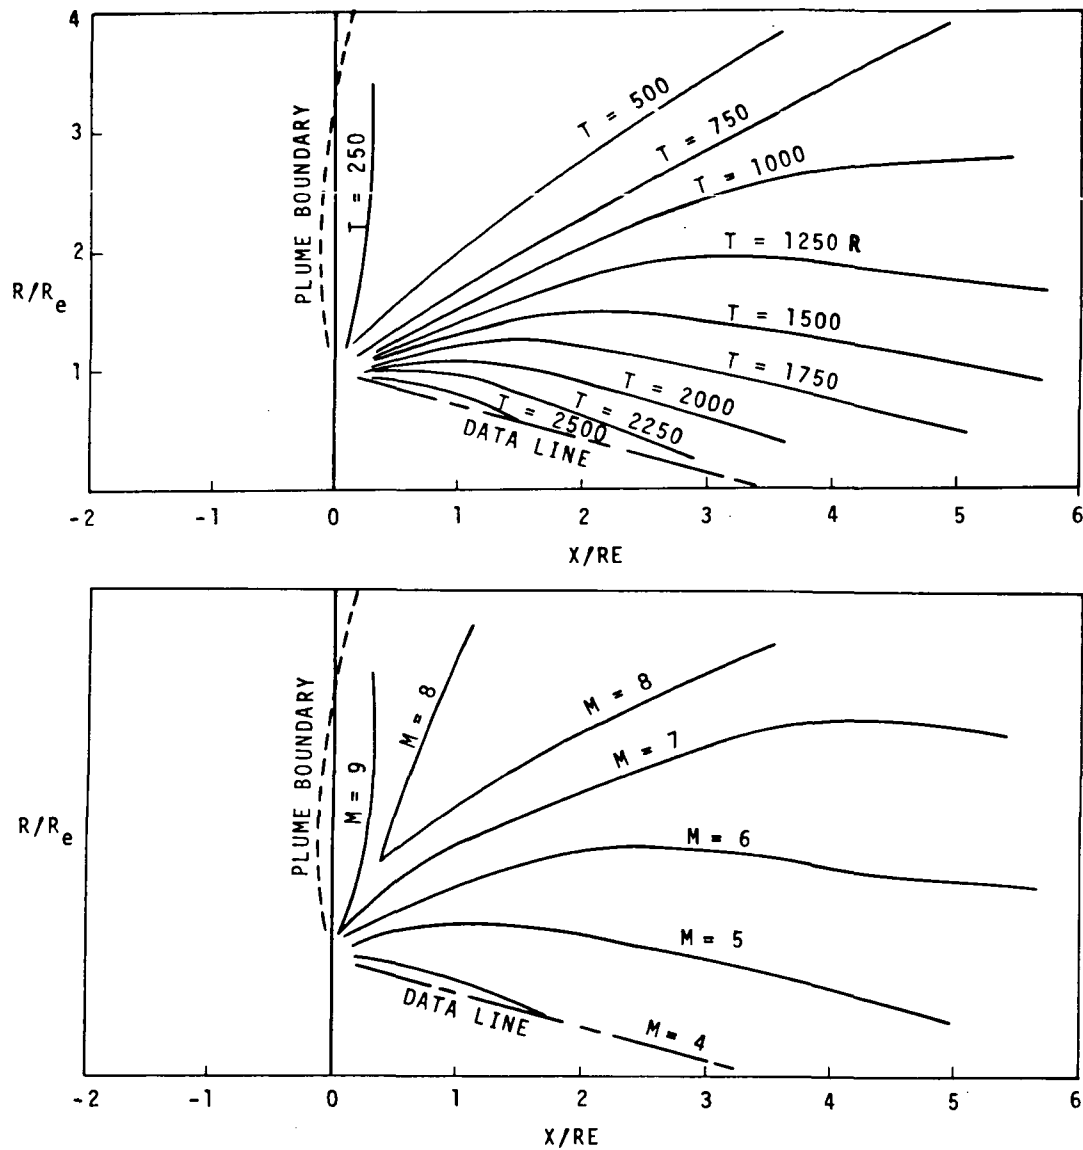 4
3
2
1
R/Re
PLUME BOUNDARY
T = 250
T = 500
T = 750
T = 1000
T = 1250 R
T = 1500
T = 1750
T = 2000
T = 2250
T = 2500
DATA LINE
-2 -1 0 1 2 3 4 5 6
X/RE
R/Re
PLUME BOUNDARY
M = 9
M = 8
M = 8
M = 7
M = 6
M = 5
M = 4
DATA LINE
-2 -1 0 1 2 3 4 5 6
X/RE